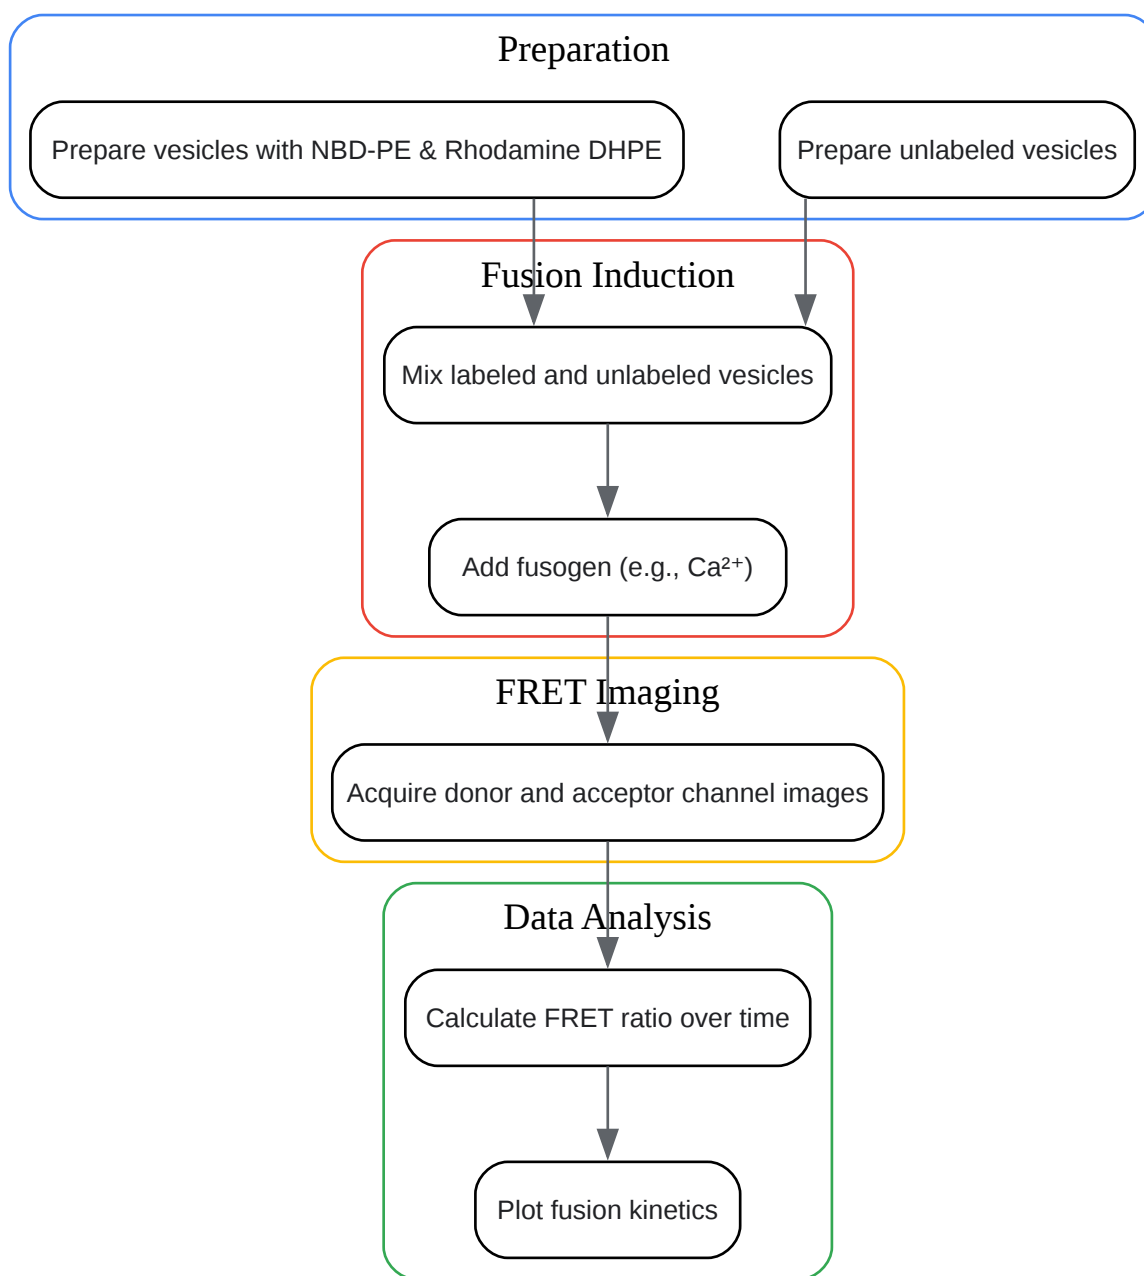 Preparation
Prepare vesicles with NBD-PE & Rhodamine DHPE
Prepare unlabeled vesicles
Fusion Induction
Mix labeled and unlabeled vesicles
Add fusogen (e.g., Ca²⁺)
FRET Imaging
Acquire donor and acceptor channel images
Data Analysis
Calculate FRET ratio over time
Plot fusion kinetics